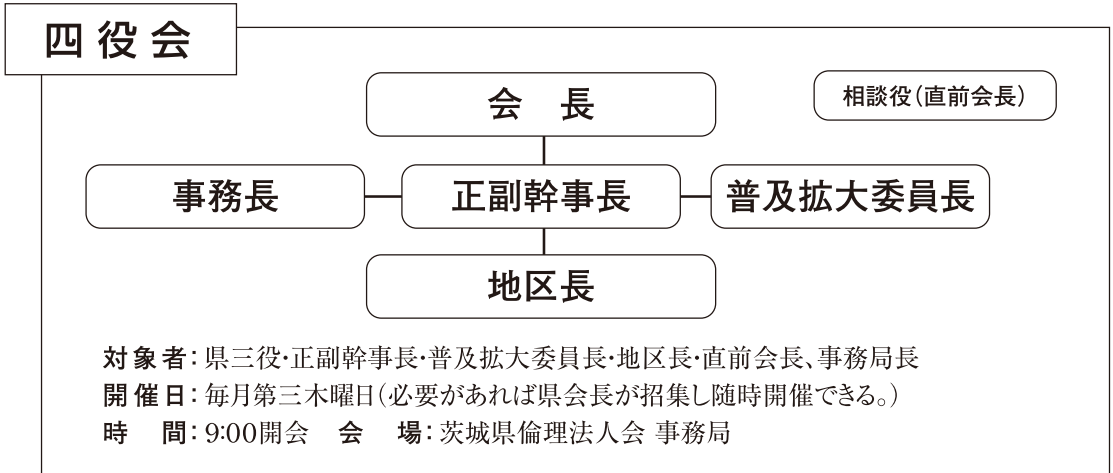 四役会
会　長
相談役（直前会長）
事務長
正副幹事長
普及拡大委員長
地区長
対象者：県三役・正副幹事長・普及拡大委員長・地区長・直前会長、事務局長
開催日：毎月第三木曜日（必要があれば県会長が招集し随時開催できる。）
時　間：9:00開会　会　場：茨城県倫理法人会 事務局